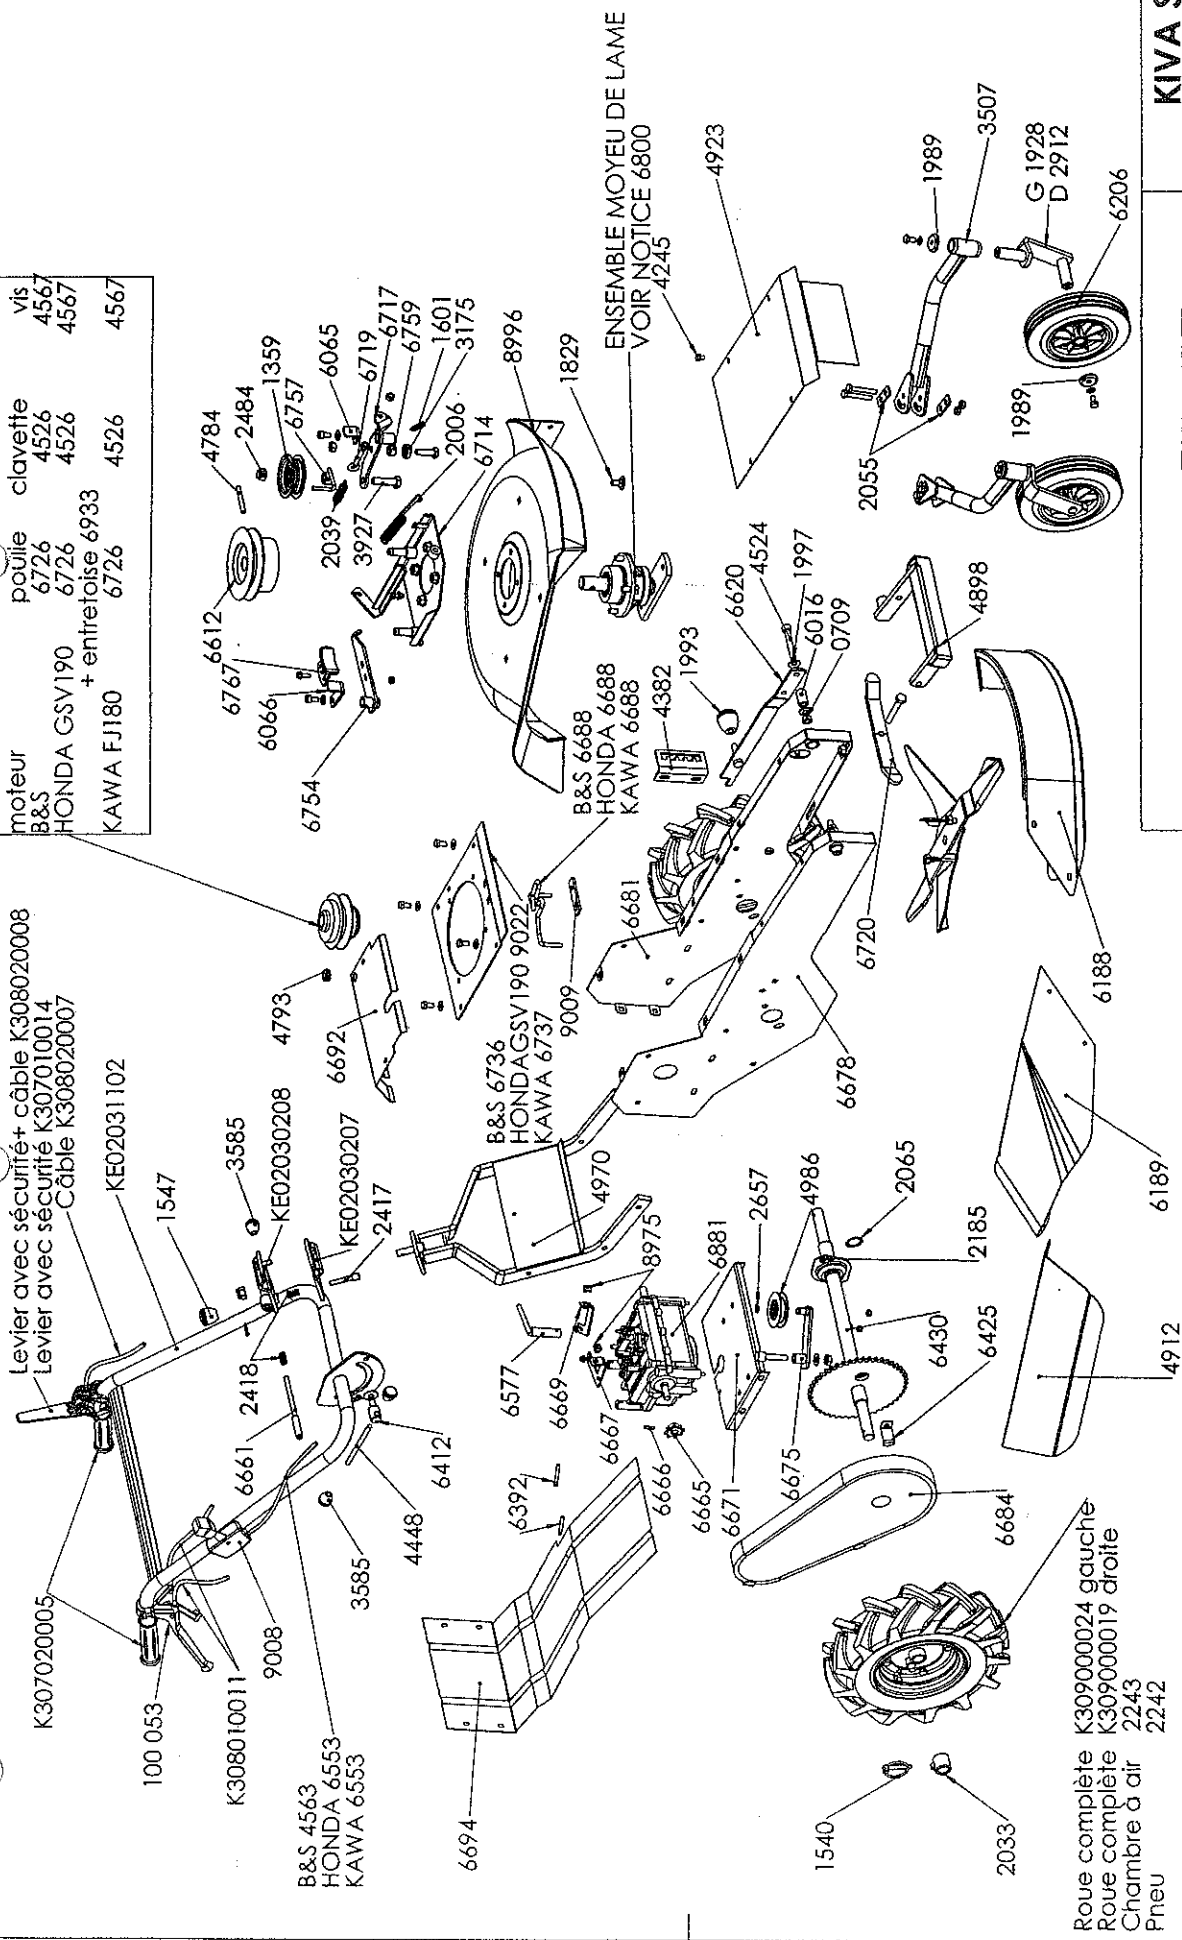 Levier avec sécurité+ câble K308020008
Levier avec sécurité K307010014
Câble K308020007
KE02031102
1547
3585
KE02030208
KE02030207
2417
K307020005
100 053
K308010011
9008
2418
6661
6412
4448
3585
B&S 4563
HONDA 6553
KAWA 6553
moteur poulie clavette vis
B&S 6726 4526 4567
HONDA GSV190 6726 4526 4567
+ entretoise 6933
KAWA FJ180 6726 4526 4567
4793
6692
B&S 6736
HONDAGSV190 9022
KAWA 6737
9009
B&S 6688
HONDA 6688
KAWA 6688
4784
2484
1359
6757
6065
6719
6717
6759
1601
3175
2006
6714
8996
1829
6612
6767
6066
6754
2039
3927
ENSEMBLE MOYEU DE LAME
VOIR NOTICE 6800
4245
4923
1989
3507
G 1928
D 2912
6206
1989
2055
4898
6620
4524
1997
6016
0709
1993
4382
6681
6678
6720
6188
6189
4912
4970
8975
6881
2657
4986
2065
2185
6430
6425
6577
6669
6667
6666
6665
6671
6675
6684
6392
6694
1540
2033
Roue complète K309000024 gauche
Roue complète K309000019 droite
Chambre à air 2243
Pneu 2242
KIVA